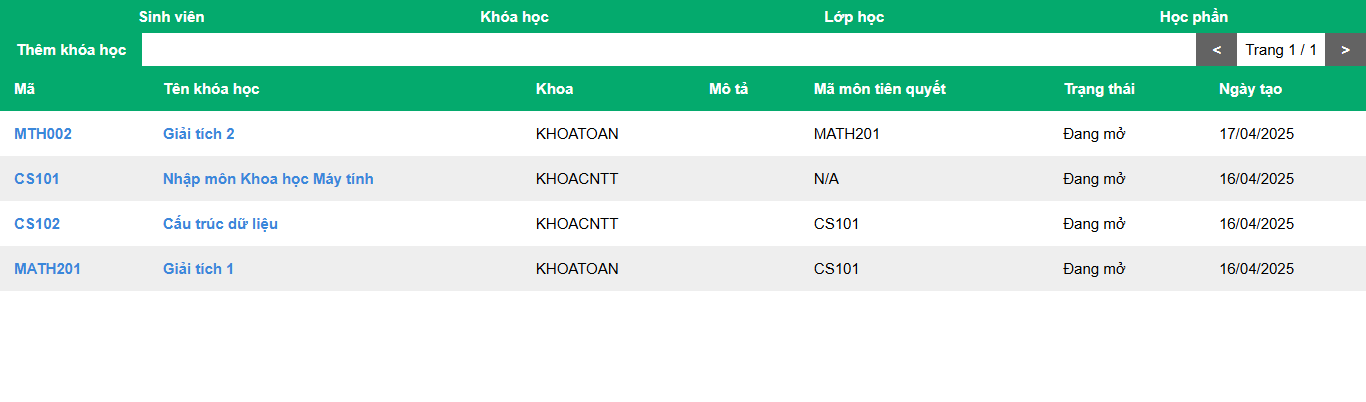 Sinh viên Khóa học Lớp học Học phần
Thêm khóa học < Trang 1 / 1 >
Mã Tên khóa học Khoa Mô tả Mã môn tiên quyết Trạng thái Ngày tạo
MTH002 Giải tích 2 KHOATOAN MATH201 Đang mở 17/04/2025
CS101 Nhập môn Khoa học Máy tính KHOACNTT N/A Đang mở 16/04/2025
CS102 Cấu trúc dữ liệu KHOACNTT CS101 Đang mở 16/04/2025
MATH201 Giải tích 1 KHOATOAN CS101 Đang mở 16/04/2025